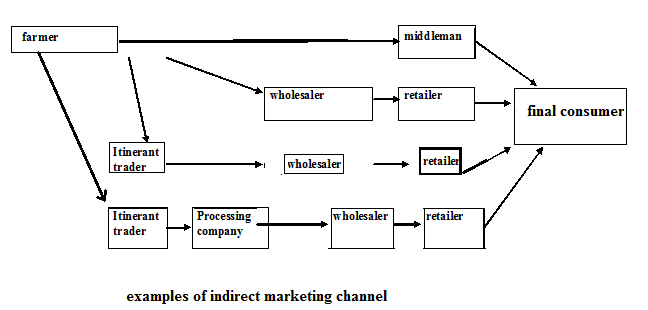 farmer
middleman
wholesaler
retailer
final consumer
Itinerant
trader
wholesaler
retailer
Itinerant
trader
Processing
company
wholesaler
retailer
examples of indirect marketing channel